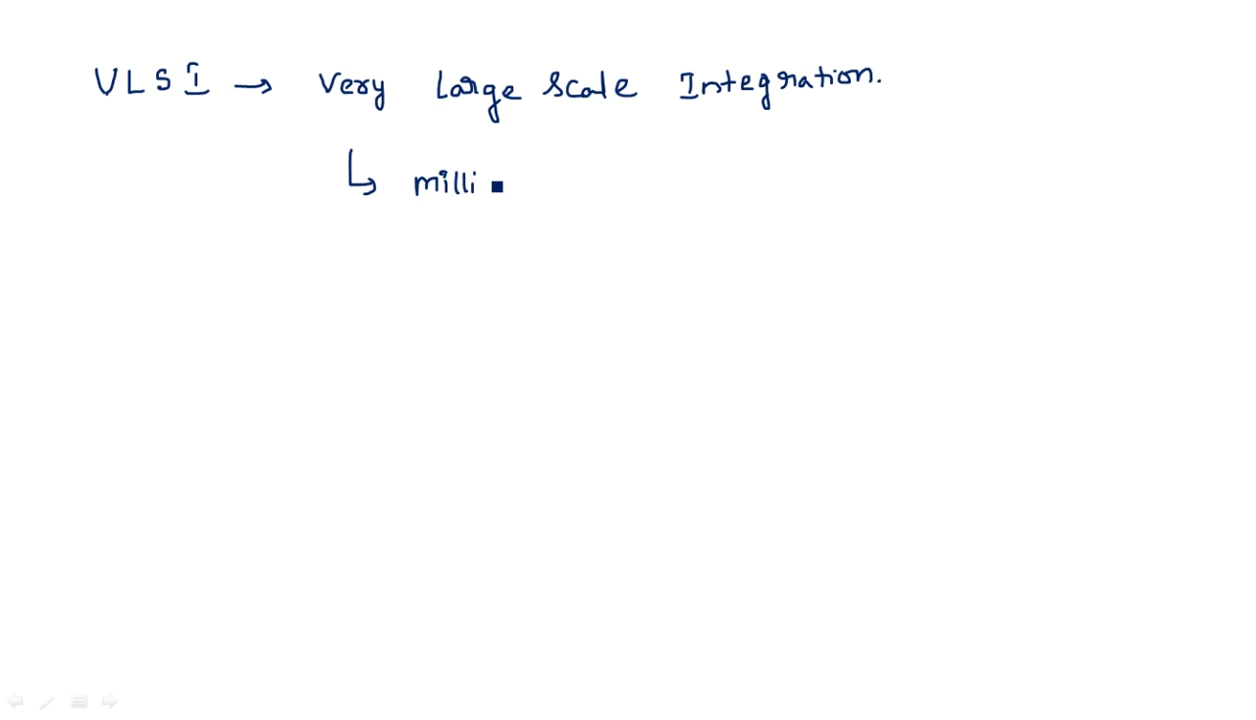 VLSI → Very Large Scale Integration.
↳ milli